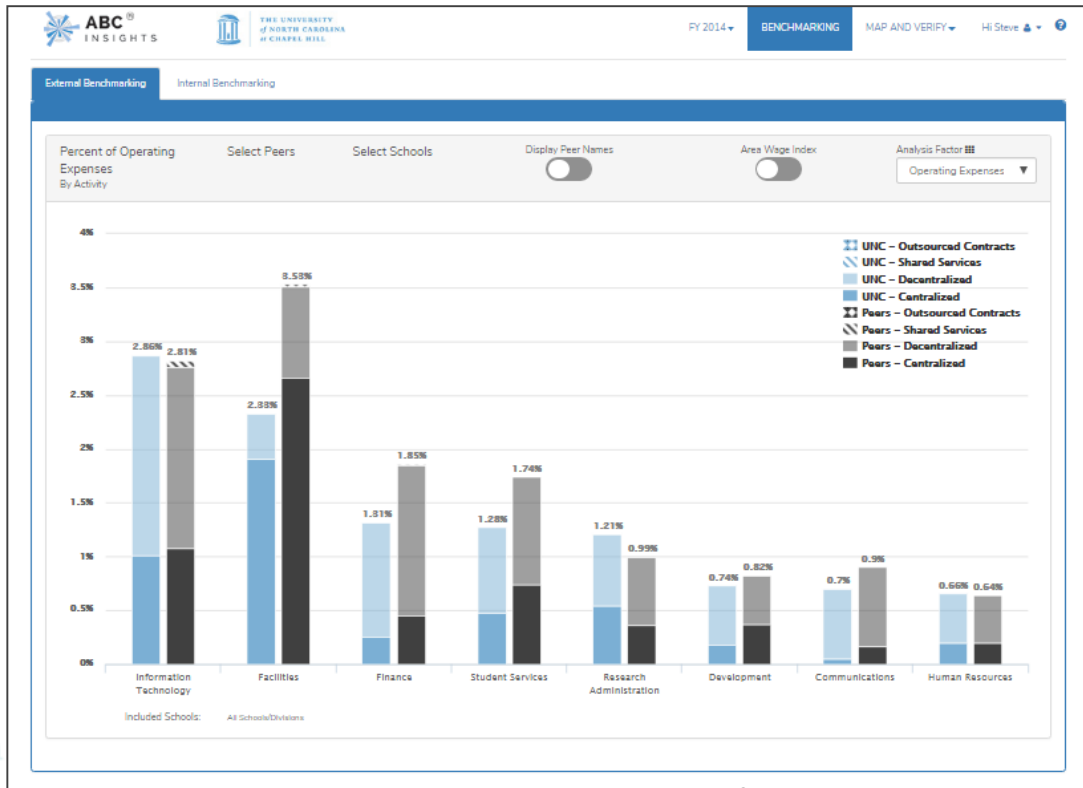 ABC®
INSIGHTS
THE UNIVERSITY
of NORTH CAROLINA
at CHAPEL HILL
FY 2014
BENCHMARKING
MAP AND VERIFY
Hi Steve
?
External Benchmarking
Internal Benchmarking
Percent of Operating
Expenses
By Activity
Select Peers
Select Schools
Display Peer Names
Area Wage Index
Analysis Factor
Operating Expenses
4%
3.5%
3%
2.5%
2%
1.5%
1%
0.5%
0%
UNC – Outsourced Contracts
UNC – Shared Services
UNC – Decentralized
UNC – Centralized
Peers – Outsourced Contracts
Peers – Shared Services
Peers – Decentralized
Peers – Centralized
2.86%
2.81%
2.33%
3.53%
1.31%
1.85%
1.28%
1.74%
1.21%
0.99%
0.74%
0.82%
0.7%
0.9%
0.66%
0.64%
Information
Technology
Facilities
Finance
Student Services
Research
Administration
Development
Communications
Human Resources
Included Schools:
All Schools/Divisions